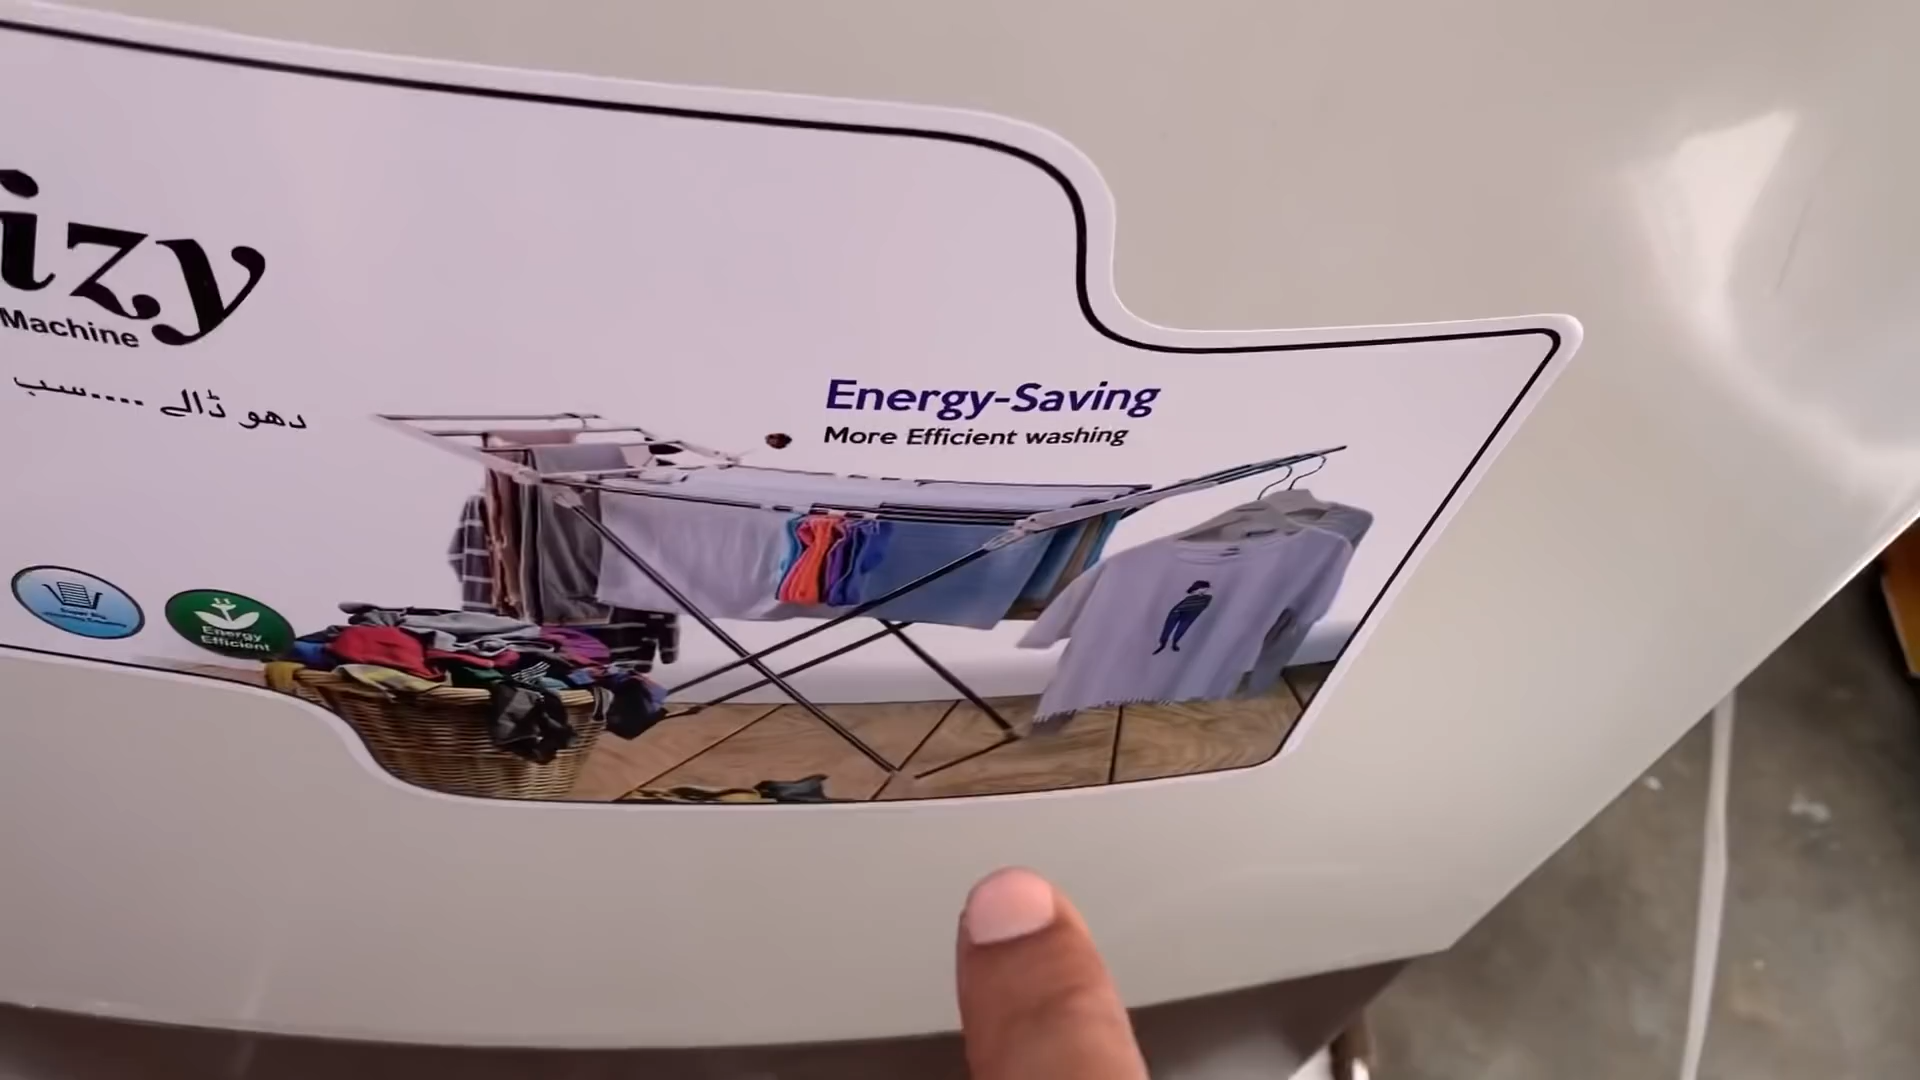 izy
Machine
دھو ڈالے ....سب
Energy-Saving
More Efficient washing
Energy
Efficient